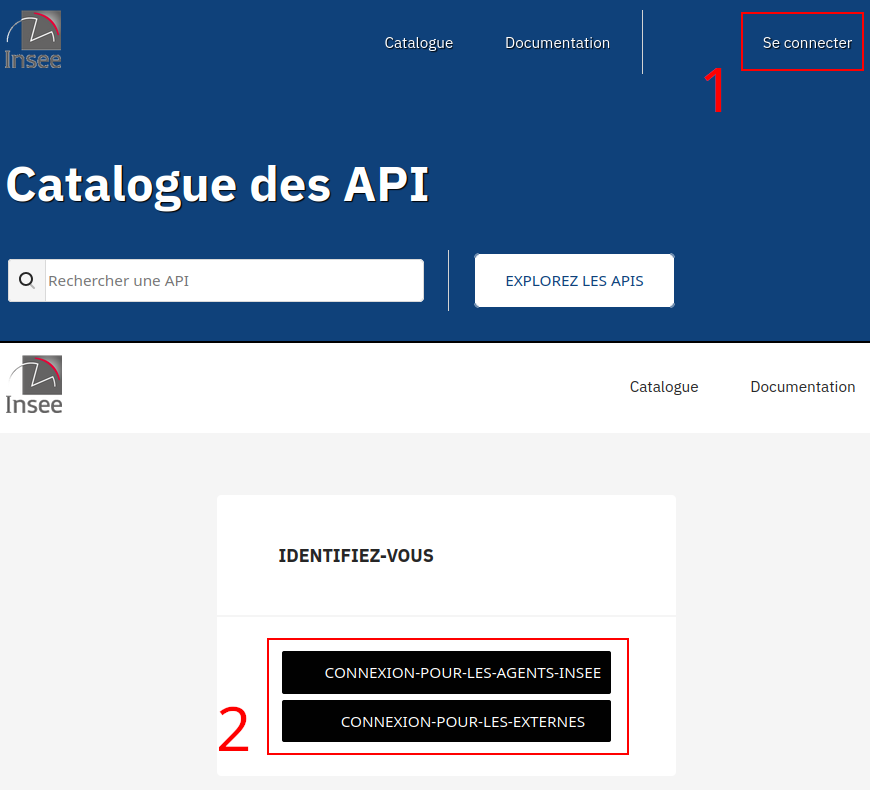 Insee
Catalogue
Documentation
Se connecter
1
Catalogue des API
Rechercher une API
EXPLOREZ LES APIS
Insee
Catalogue
Documentation
IDENTIFIEZ-VOUS
CONNEXION-POUR-LES-AGENTS-INSEE
CONNEXION-POUR-LES-EXTERNES
2